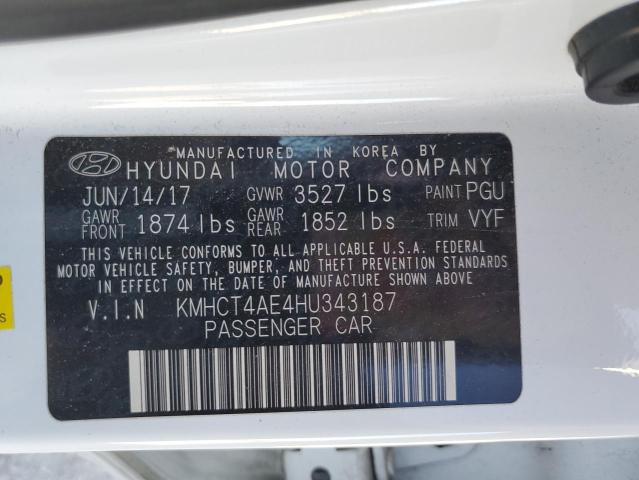 MANUFACTURED IN KOREA BY
HYUNDAI MOTOR COMPANY
JUN/14/17 GVWR 3527 lbs PAINT PGU
GAWR FRONT 1874 lbs GAWR REAR 1852 lbs TRIM VYF
THIS VEHICLE CONFORMS TO ALL APPLICABLE U.S.A. FEDERAL
MOTOR VEHICLE SAFETY, BUMPER, AND THEFT PREVENTION STANDARDS
IN EFFECT ON THE DATE OF MANUFACTURE SHOWN ABOVE.
V.I.N KMHCT4AE4HU343187
PASSENGER CAR